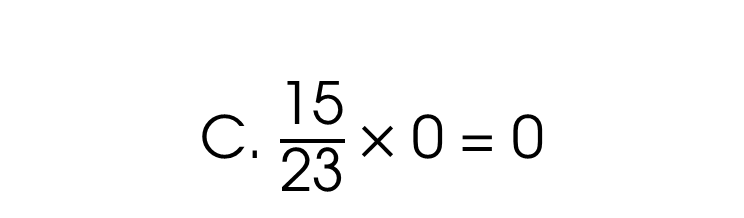 C. 15/23 × 0 = 0